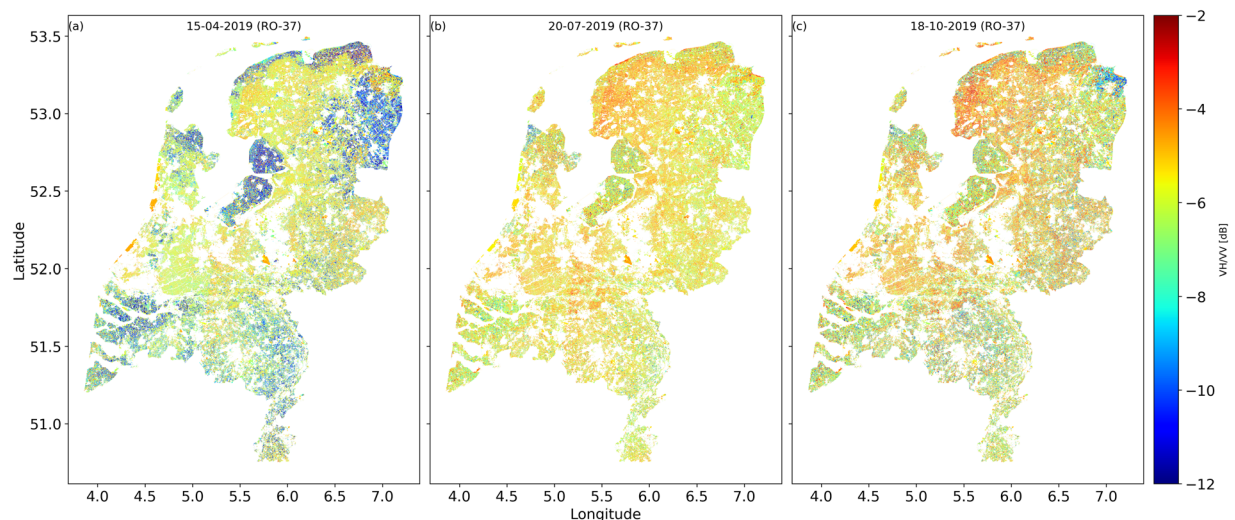 (a) 15-04-2019 (RO-37)
(b) 20-07-2019 (RO-37)
(c) 18-10-2019 (RO-37)
53.5
53.0
52.5
52.0
51.5
51.0
Latitude
4.0 4.5 5.0 5.5 6.0 6.5 7.0
4.0 4.5 5.0 5.5 6.0 6.5 7.0
4.0 4.5 5.0 5.5 6.0 6.5 7.0
Longitude
−2
−4
−6
−8
−10
−12
VH/VV [dB]